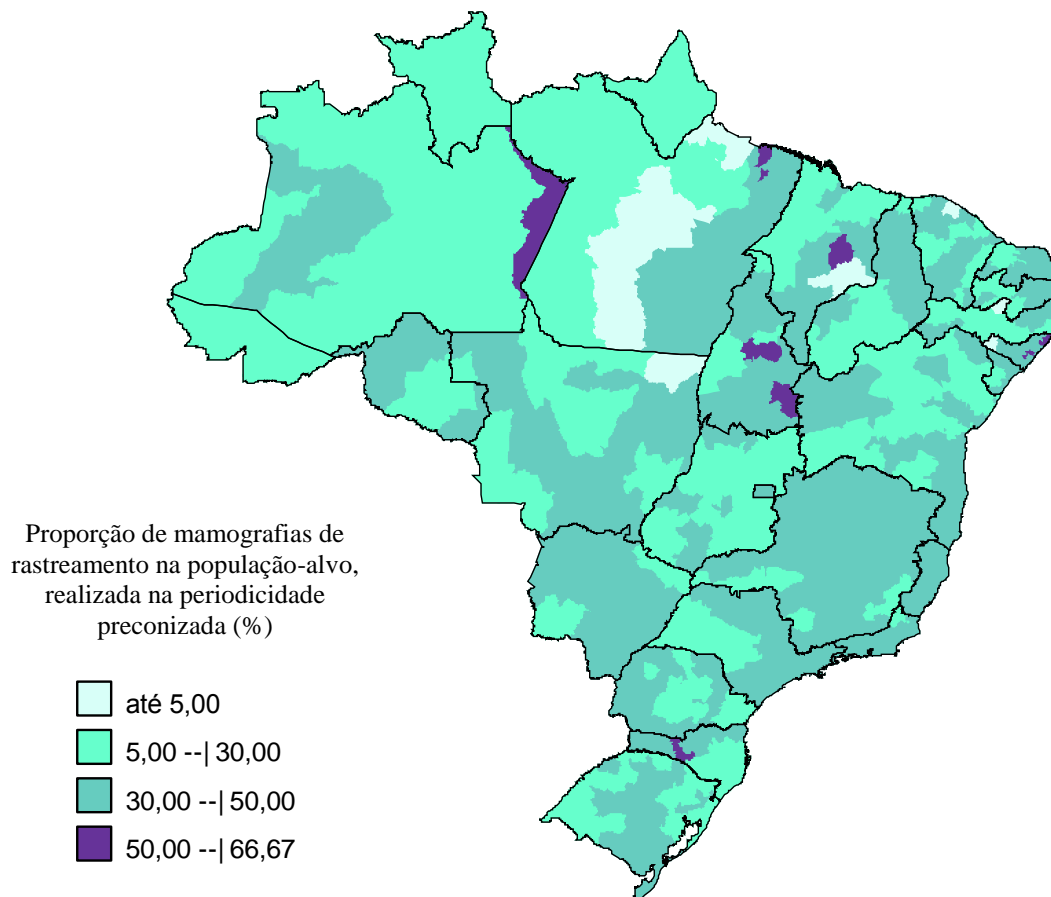 Proporção de mamografias de
rastreamento na população-alvo,
realizada na periodicidade
preconizada (%)
até 5,00
5,00 --| 30,00
30,00 --| 50,00
50,00 --| 66,67